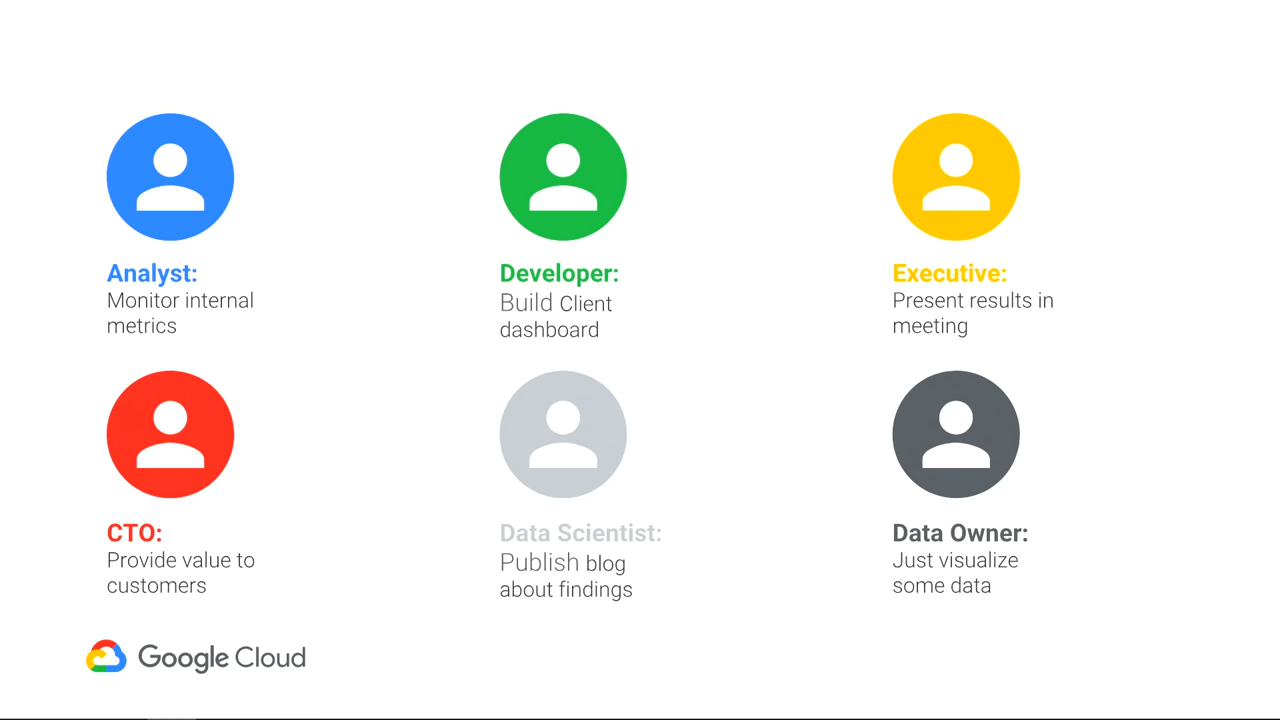 Analyst:
Monitor internal
metrics
Developer:
Build Client
dashboard
Executive:
Present results in
meeting
CTO:
Provide value to
customers
Data Scientist:
Publish blog
about findings
Data Owner:
Just visualize
some data
Google Cloud